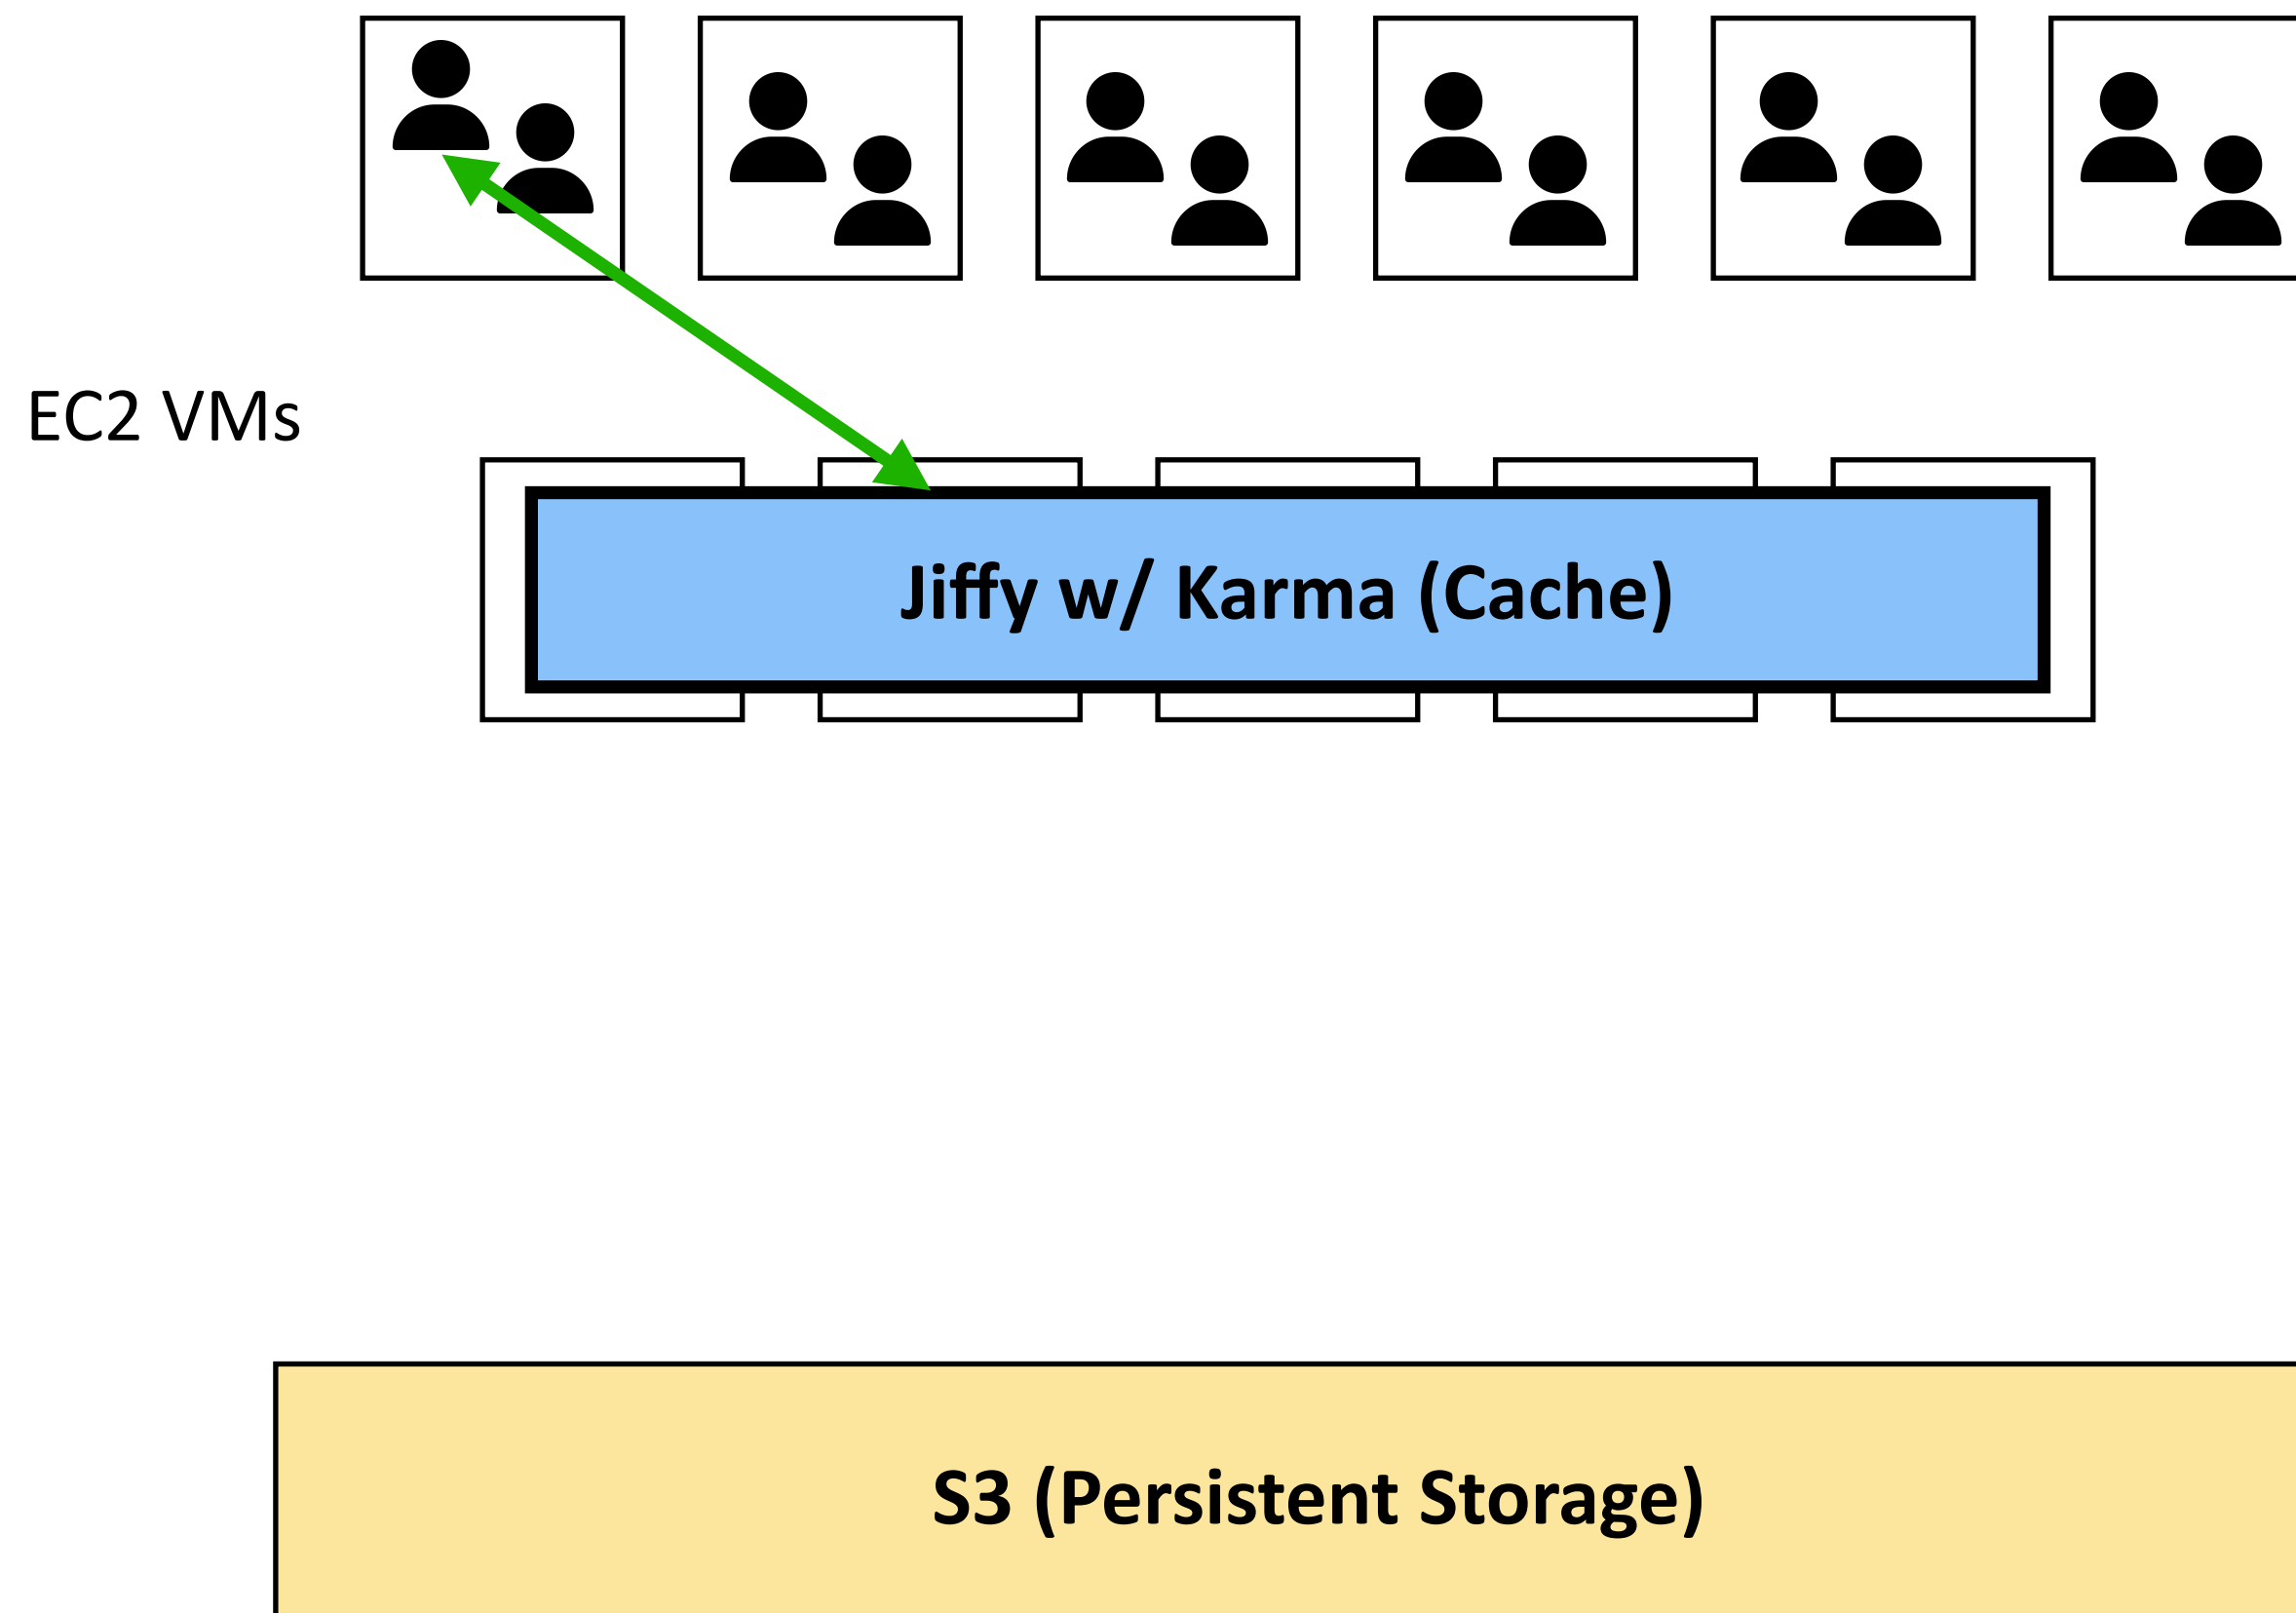 EC2 VMs
Jiffy w/ Karma (Cache)
S3 (Persistent Storage)